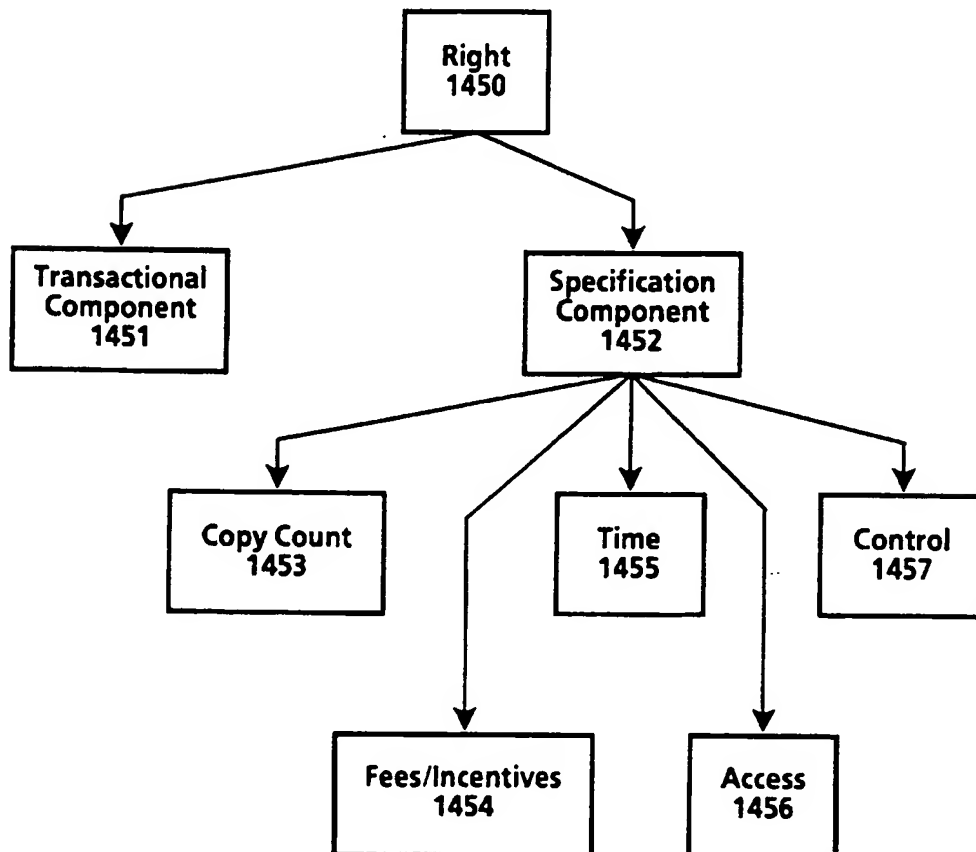 Right
1450
Transactional
Component
1451
Specification
Component
1452
Copy Count
1453
Time
1455
Control
1457
Fees/Incentives
1454
Access
1456